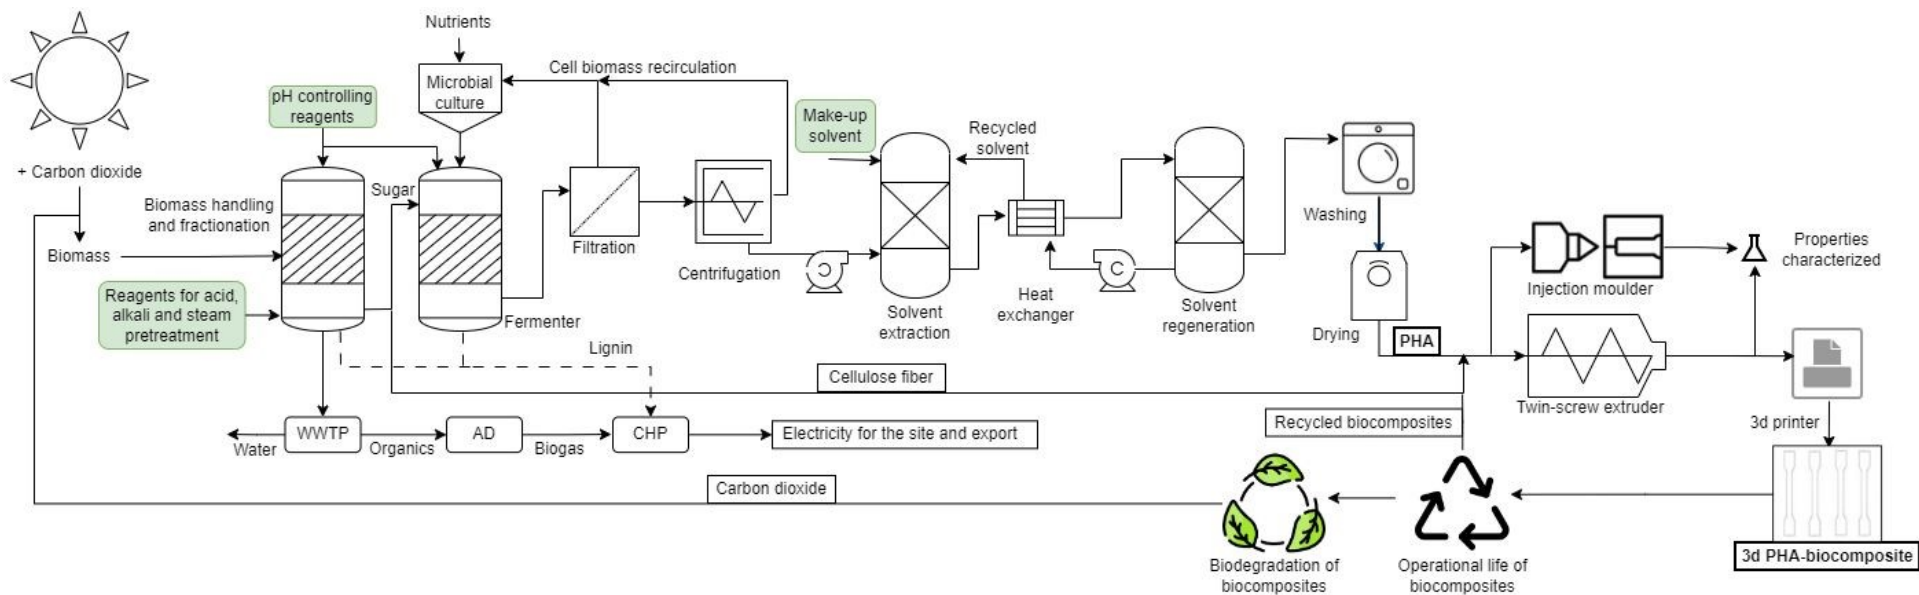 Nutrients
Microbial
culture
Cell biomass recirculation
pH controlling
reagents
Make-up
solvent
Recycled
solvent
+ Carbon dioxide
Sugar
Biomass handling
and fractionation
Biomass
Reagents for acid,
alkali and steam
pretreatment
Filtration
Centrifugation
Fermenter
Solvent
extraction
Heat
exchanger
Solvent
regeneration
Washing
Drying
PHA
Injection moulder
Properties
characterized
Twin-screw extruder
3d printer
Lignin
Cellulose fiber
WWTP
AD
CHP
Water
Organics
Biogas
Electricity for the site and export
Recycled biocomposites
Carbon dioxide
Biodegradation of
biocomposites
Operational life of
biocomposites
3d PHA-biocomposite